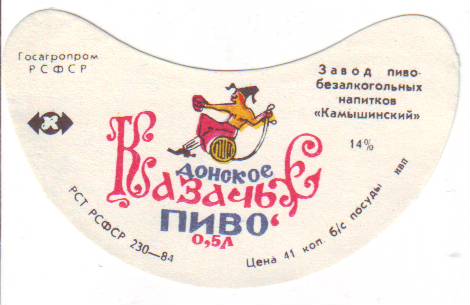 Госагропром
РСФСР
Завод пиво-
безалкогольных
напитков
«Камышинский»
14%
Донское
Казачье
ПИВО
0,5Л
РСТ РСФСР 230—84
Цена 41 коп. б/с посуды нвп